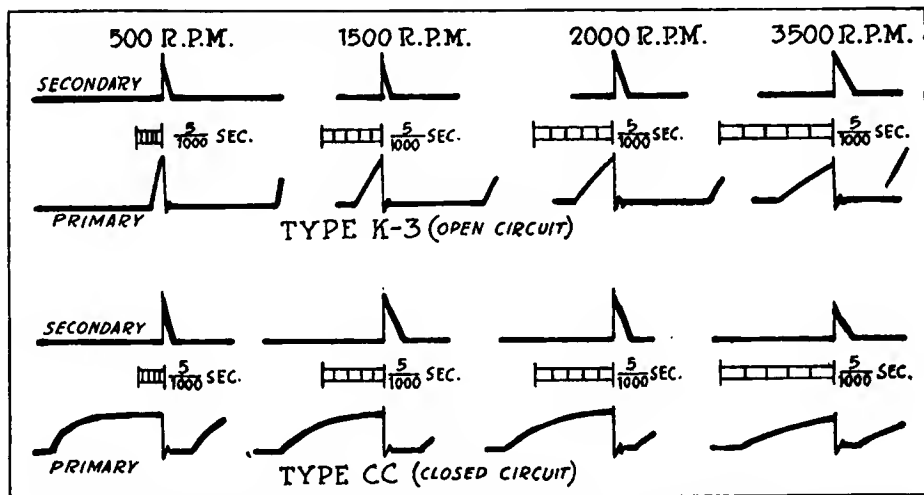 500 R.P.M. 1500 R.P.M. 2000 R.P.M. 3500 R.P.M.
SECONDARY
5/1000 SEC. 5/1000 SEC. 5/1000 SEC. 5/1000 SEC.
PRIMARY
TYPE K-3 (OPEN CIRCUIT)
SECONDARY
5/1000 SEC. 5/1000 SEC. 5/1000 SEC. 5/1000 SEC.
PRIMARY
TYPE CC (CLOSED CIRCUIT)